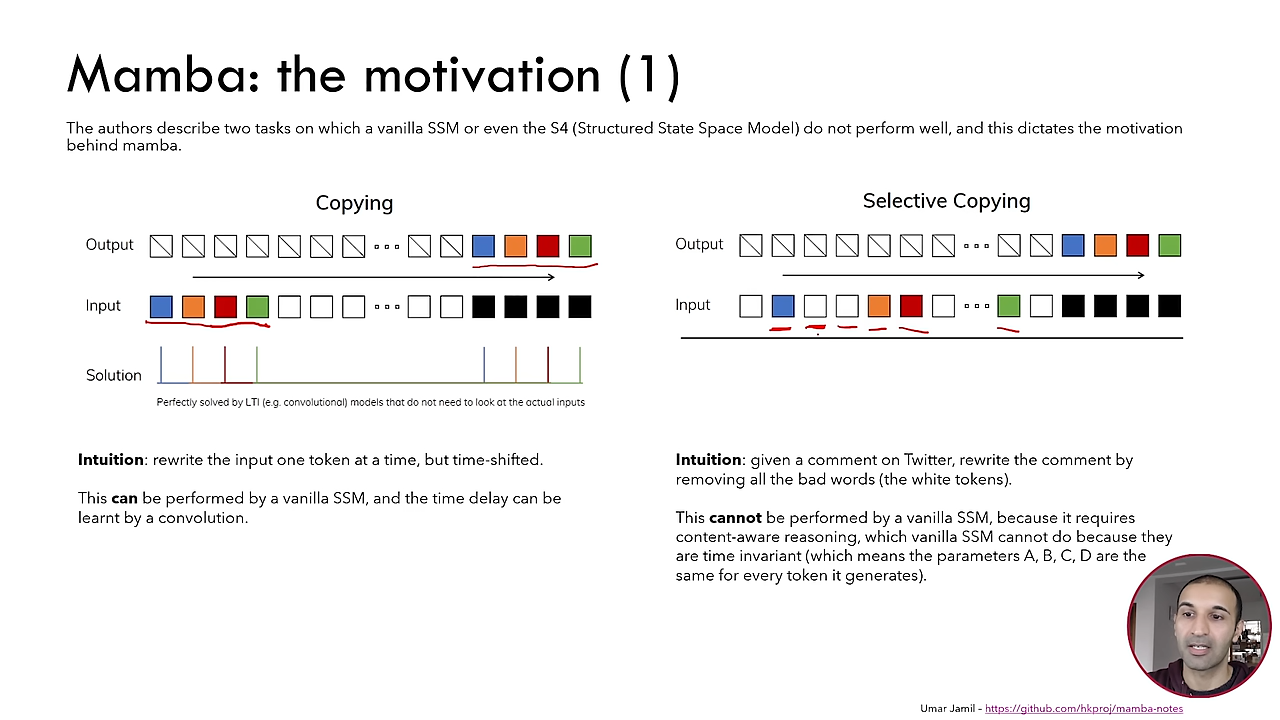 Mamba: the motivation (1)
The authors describe two tasks on which a vanilla SSM or even the S4 (Structured State Space Model) do not perform well, and this dictates the motivation
behind mamba.
Copying
Output
Input
Solution
Perfectly solved by LTI (e.g. convolutional) models that do not need to look at the actual inputs
Intuition: rewrite the input one token at a time, but time-shifted.
This can be performed by a vanilla SSM, and the time delay can be
learnt by a convolution.
Selective Copying
Output
Input
Intuition: given a comment on Twitter, rewrite the comment by
removing all the bad words (the white tokens).
This cannot be performed by a vanilla SSM, because it requires
content-aware reasoning, which vanilla SSM cannot do because they
are time invariant (which means the parameters A, B, C, D are the
same for every token it generates).
Umar Jamil – https://github.com/hkproj/mamba-notes